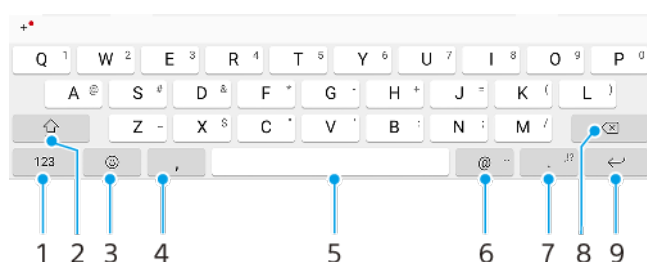 +
Q 1 W 2 E 3 R 4 T 5 Y 6 U 7 I 8 O 9 P 0
A @ S # D & F * G - H + J = K ( L )
Z _ X $ C " V ' B : N ; M /
123 , @ . ,!?
1 2 3 4 5 6 7 8 9